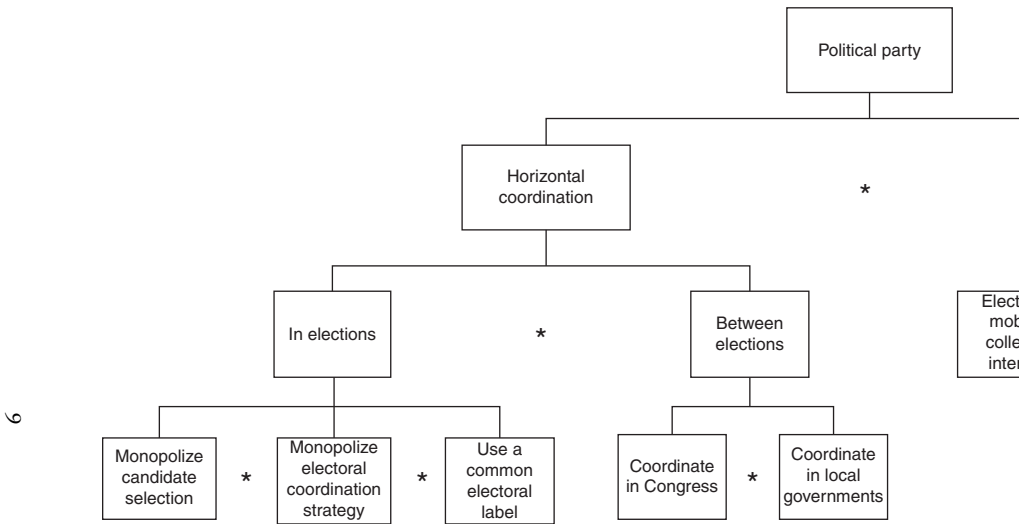 Political party
Horizontal
coordination
*
In elections
*
Between
elections
Monopolize
candidate
selection
*
Monopolize
electoral
coordination
strategy
*
Use a
common
electoral
label
Coordinate
in Congress
*
Coordinate
in local
governments
9